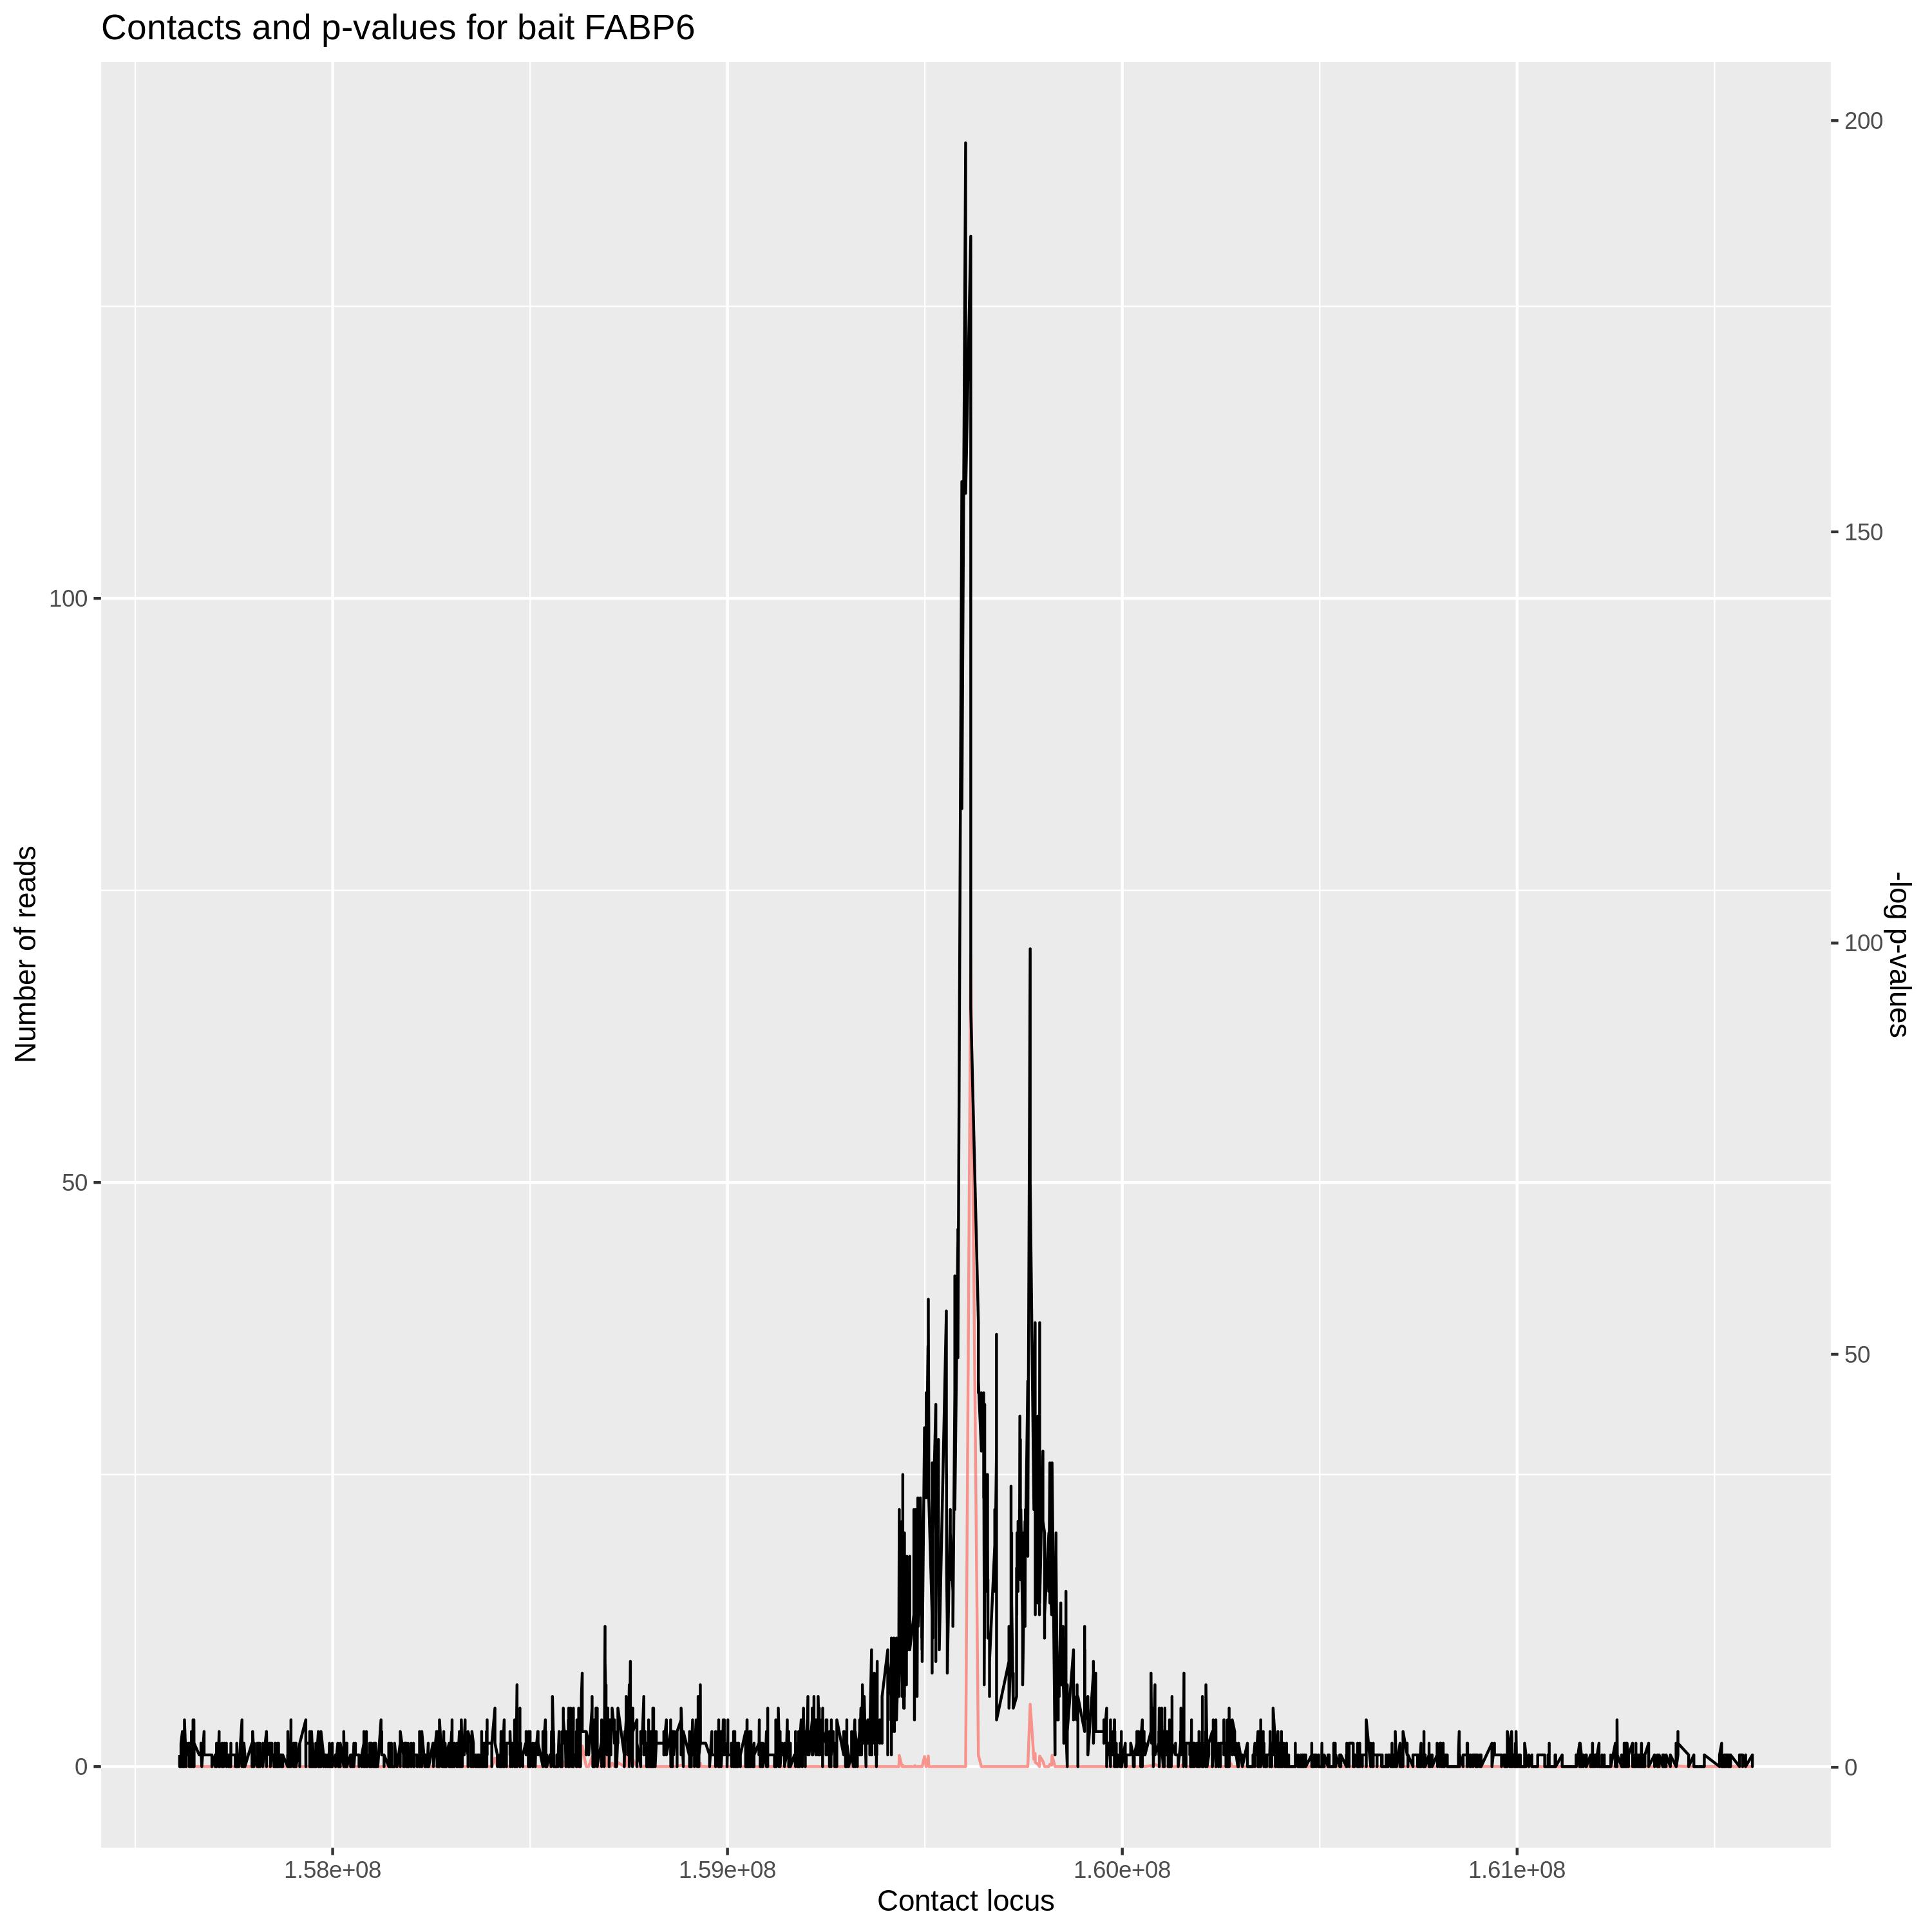 Contacts and p-values for bait FABP6
200
150
100
100
50
50
0
0
Number of reads
-log p-values
1.58e+08 1.59e+08 1.60e+08 1.61e+08
Contact locus